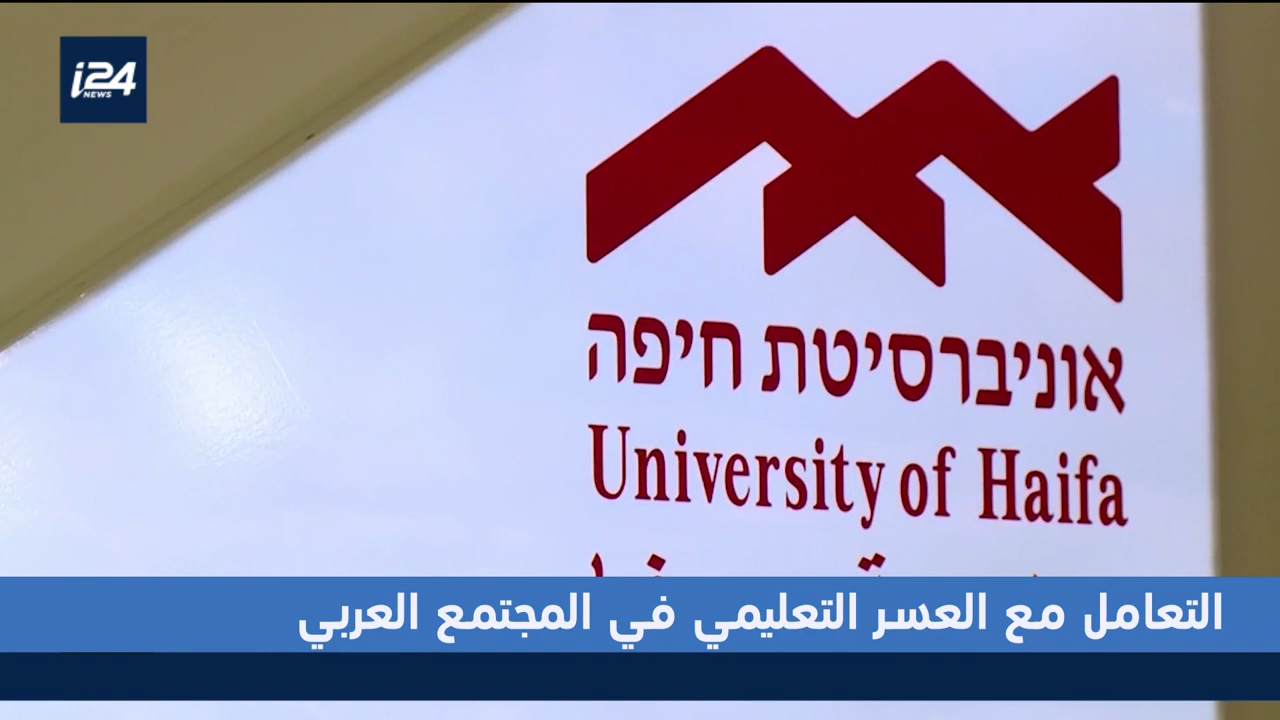 i24
NEWS
אוניברסיטת חיפה
University of Haifa
التعامل مع العسر التعليمي في المجتمع العربي